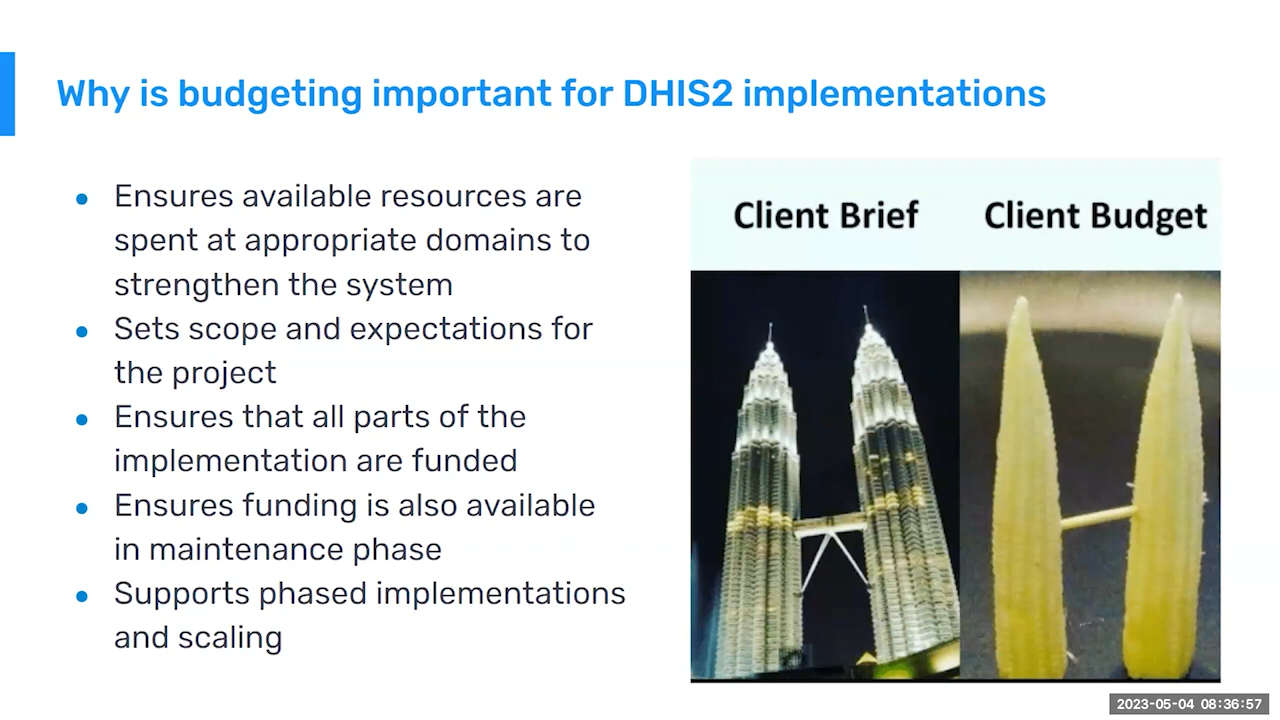 Why is budgeting important for DHIS2 implementations
Ensures available resources are
spent at appropriate domains to
strengthen the system
Sets scope and expectations for
the project
Ensures that all parts of the
implementation are funded
Ensures funding is also available
in maintenance phase
Supports phased implementations
and scaling
Client Brief
Client Budget
2023-05-04 08:36:57